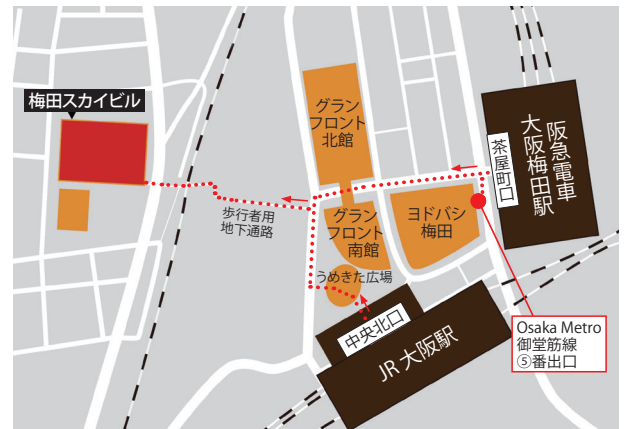 梅田スカイビル
グラン
フロント
北館
茶屋町口
阪急電車
大阪梅田駅
歩行者用
地下通路
グラン
フロント
南館
ヨドバシ
梅田
うめきた広場
中央北口
JR 大阪駅
Osaka Metro
御堂筋線
⑤番出口